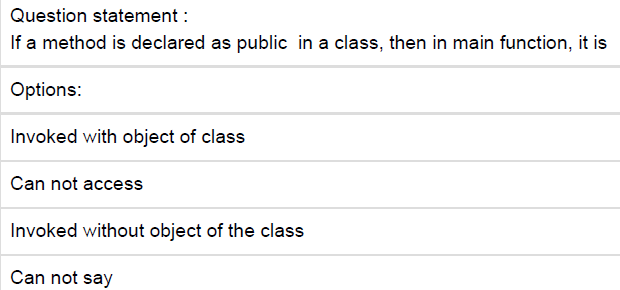 Question statement :
If a method is declared as public in a class, then in main function, it is
Options:
Invoked with object of class
Can not access
Invoked without object of the class
Can not say